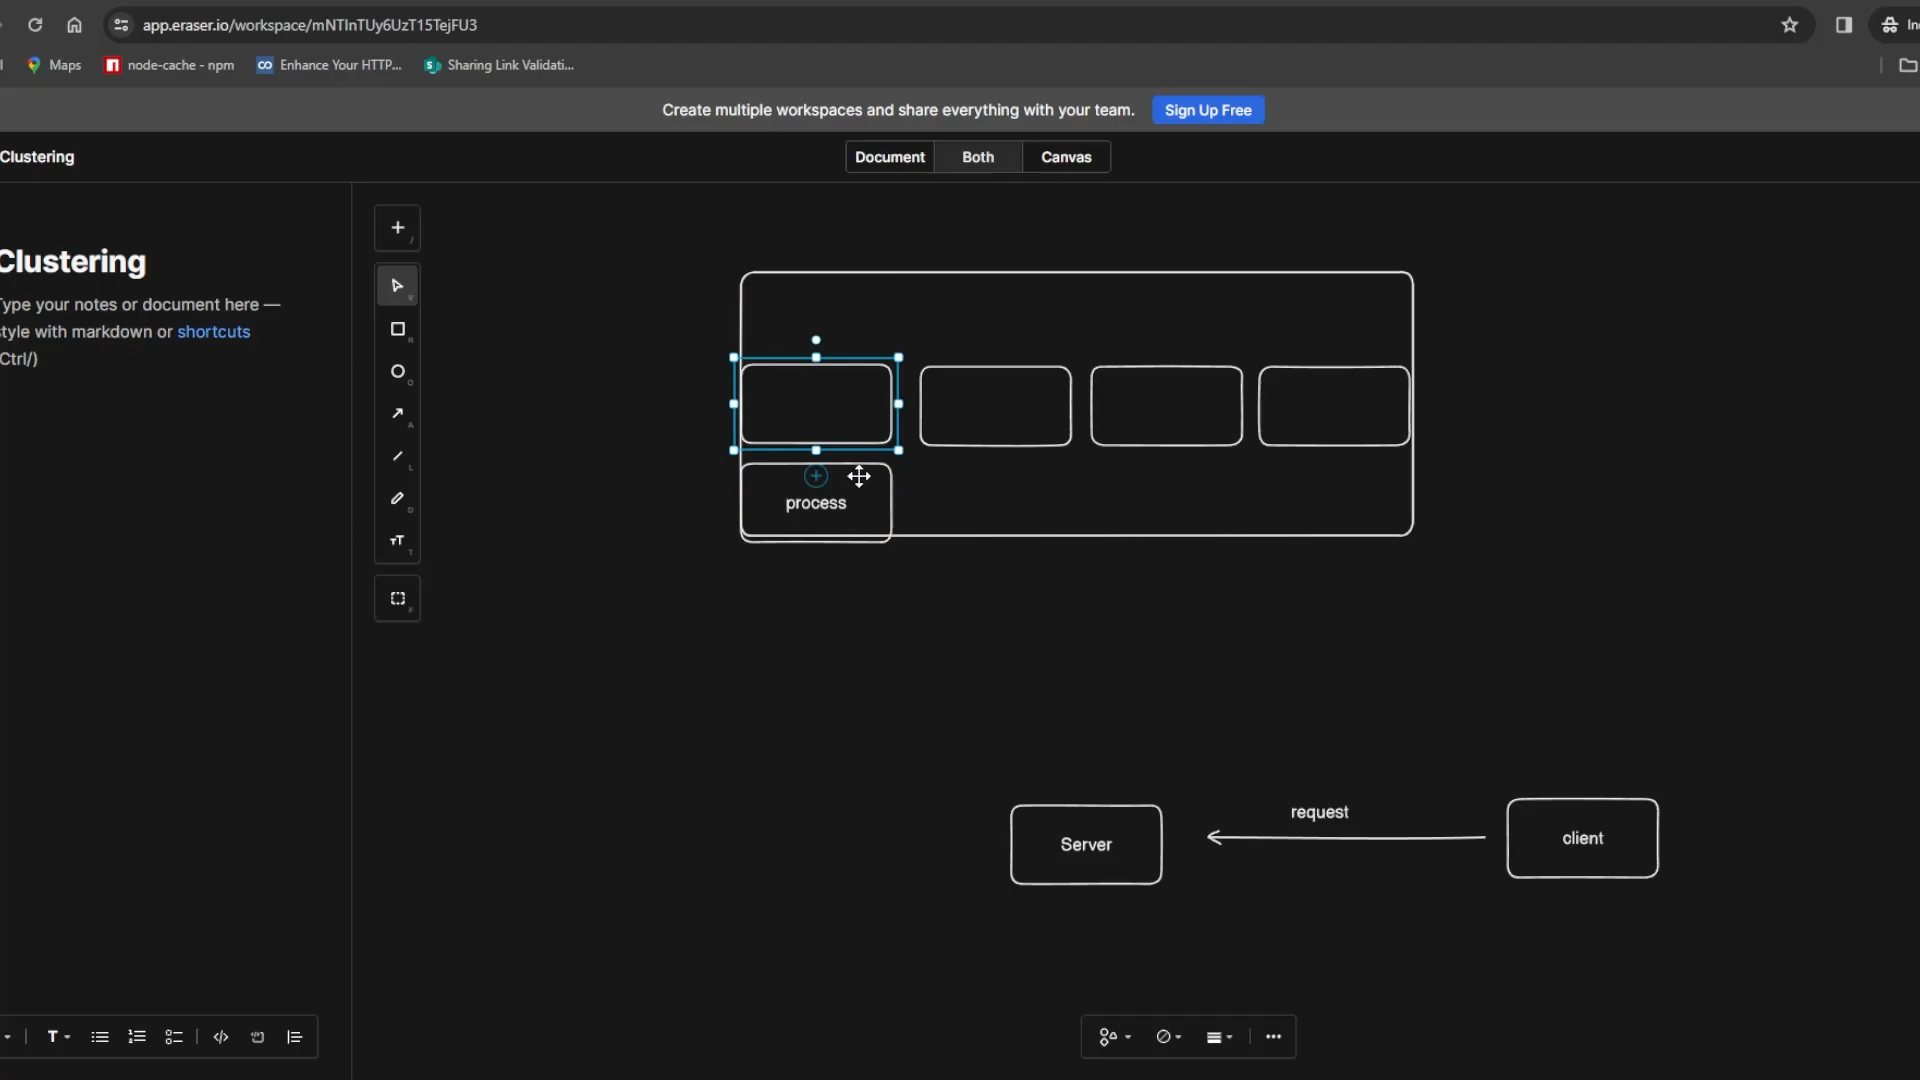 app.eraser.io/workspace/mNTInTUy6UzT15TejFU3
Maps
node-cache - npm
Enhance Your HTTP...
Sharing Link Validati...
Create multiple workspaces and share everything with your team.
Sign Up Free
Clustering
Document
Both
Canvas
Clustering
Type your notes or document here —
style with markdown or shortcuts
(Ctrl/)
process
Server
request
client